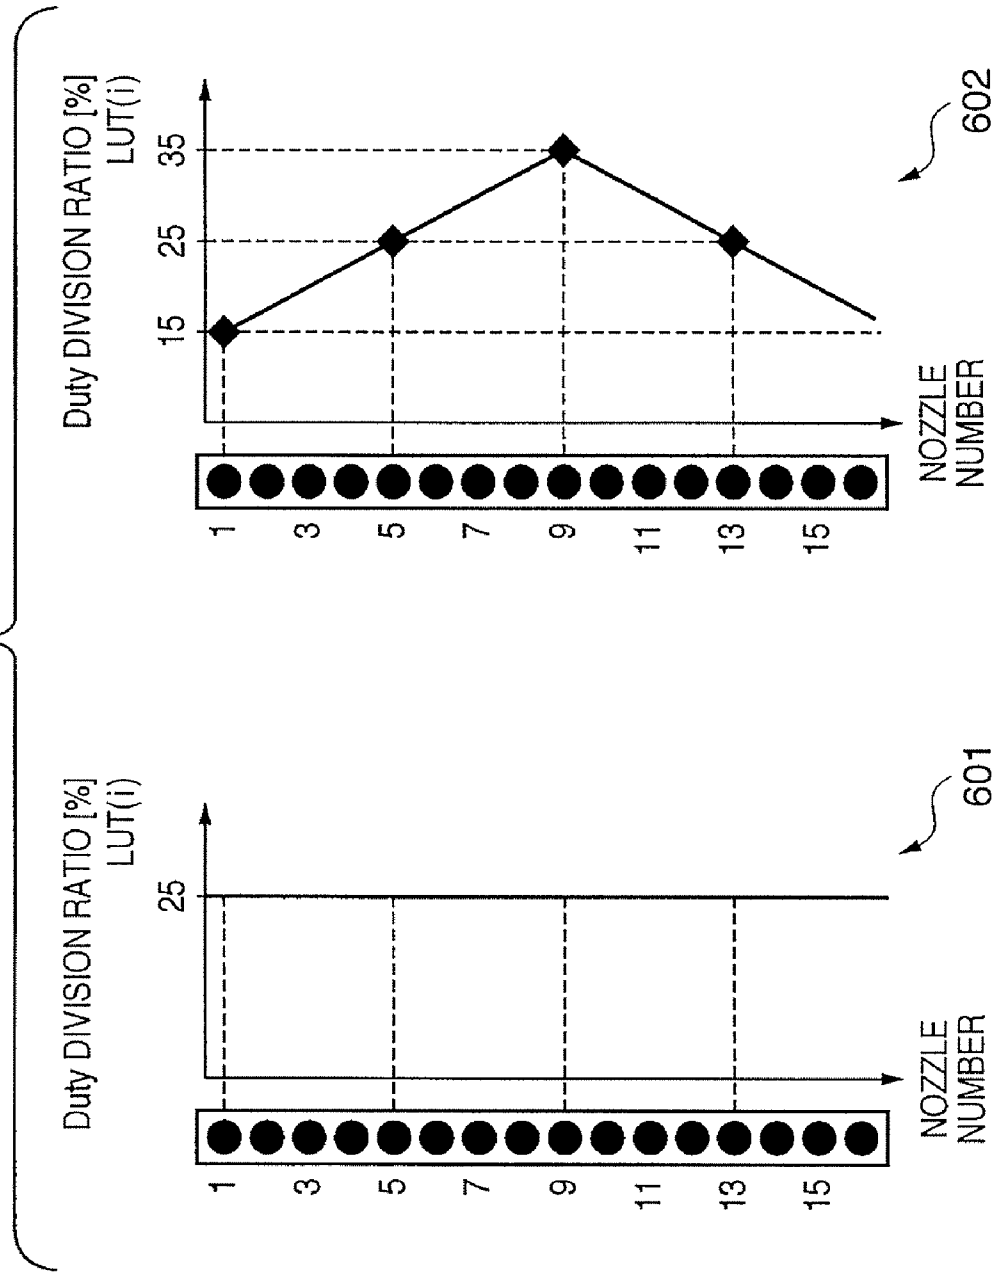 Duty DIVISION RATIO [%]
LUT(i)
25
1
3
5
7
9
11
13
15
NOZZLE
NUMBER
601
Duty DIVISION RATIO [%]
LUT(i)
15
25
35
1
3
5
7
9
11
13
15
NOZZLE
NUMBER
602